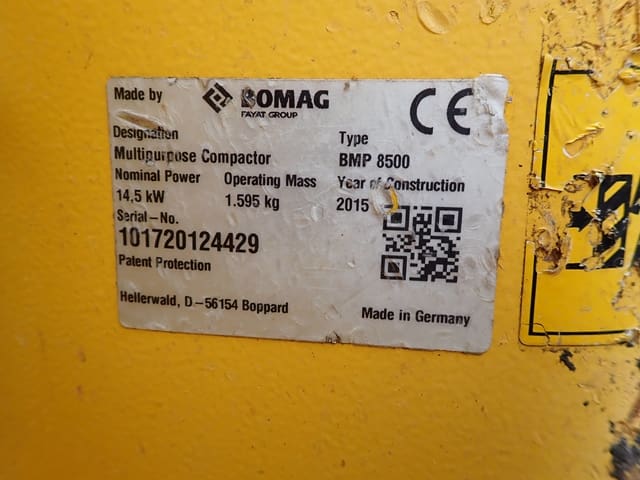 Made by BOMAG
FAYAT GROUP
CE
Designation Type
Multipurpose Compactor BMP 8500
Nominal Power Operating Mass Year of Construction
14,5 kW 1.595 kg 2015
Serial-No.
101720124429
Patent Protection
Hellerwald, D-56154 Boppard Made in Germany